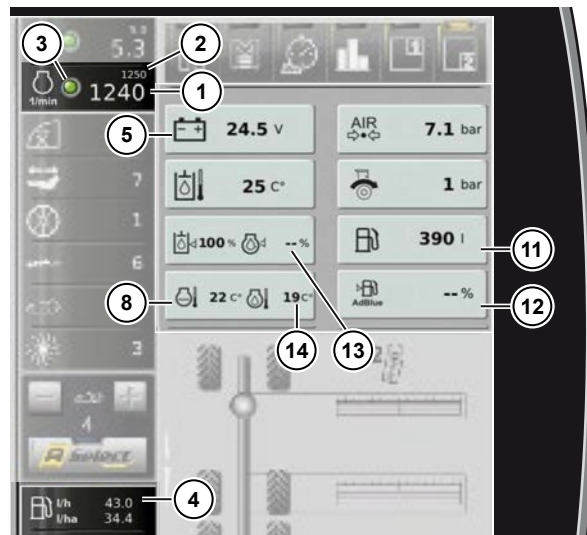 3
2
5.3
1250
1/min
1240
1
5
24.5 V
AIR
7.1 bar
25 C°
1 bar
7
1
100 %
-- %
390 l
11
6
8
22 C°
19 C°
AdBlue
-- %
12
3
14
13
2
4
Select
l/h 43.0
l/ha 34.4
4